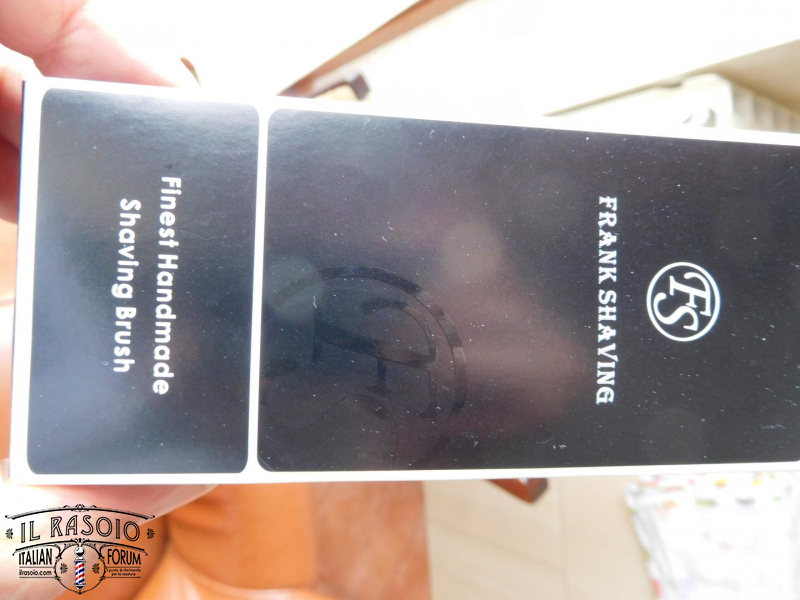 FS
FRANK SHAVING
Finest Handmade
Shaving Brush
IL RASOIO
ITALIAN FORUM
ilrasoio.com